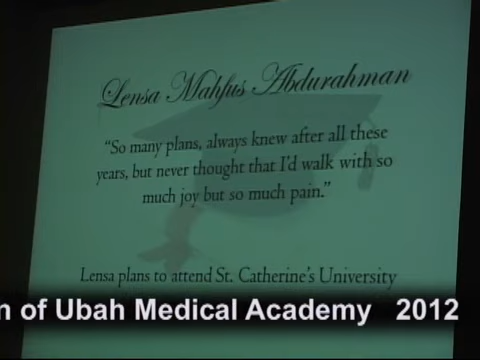 Lensa Mahfus Abdurahman
“So many plans, always knew after all these
years, but never thought that I'd walk with so
much joy but so much pain.”
Lensa plans to attend St. Catherine's University
n of Ubah Medical Academy 2012